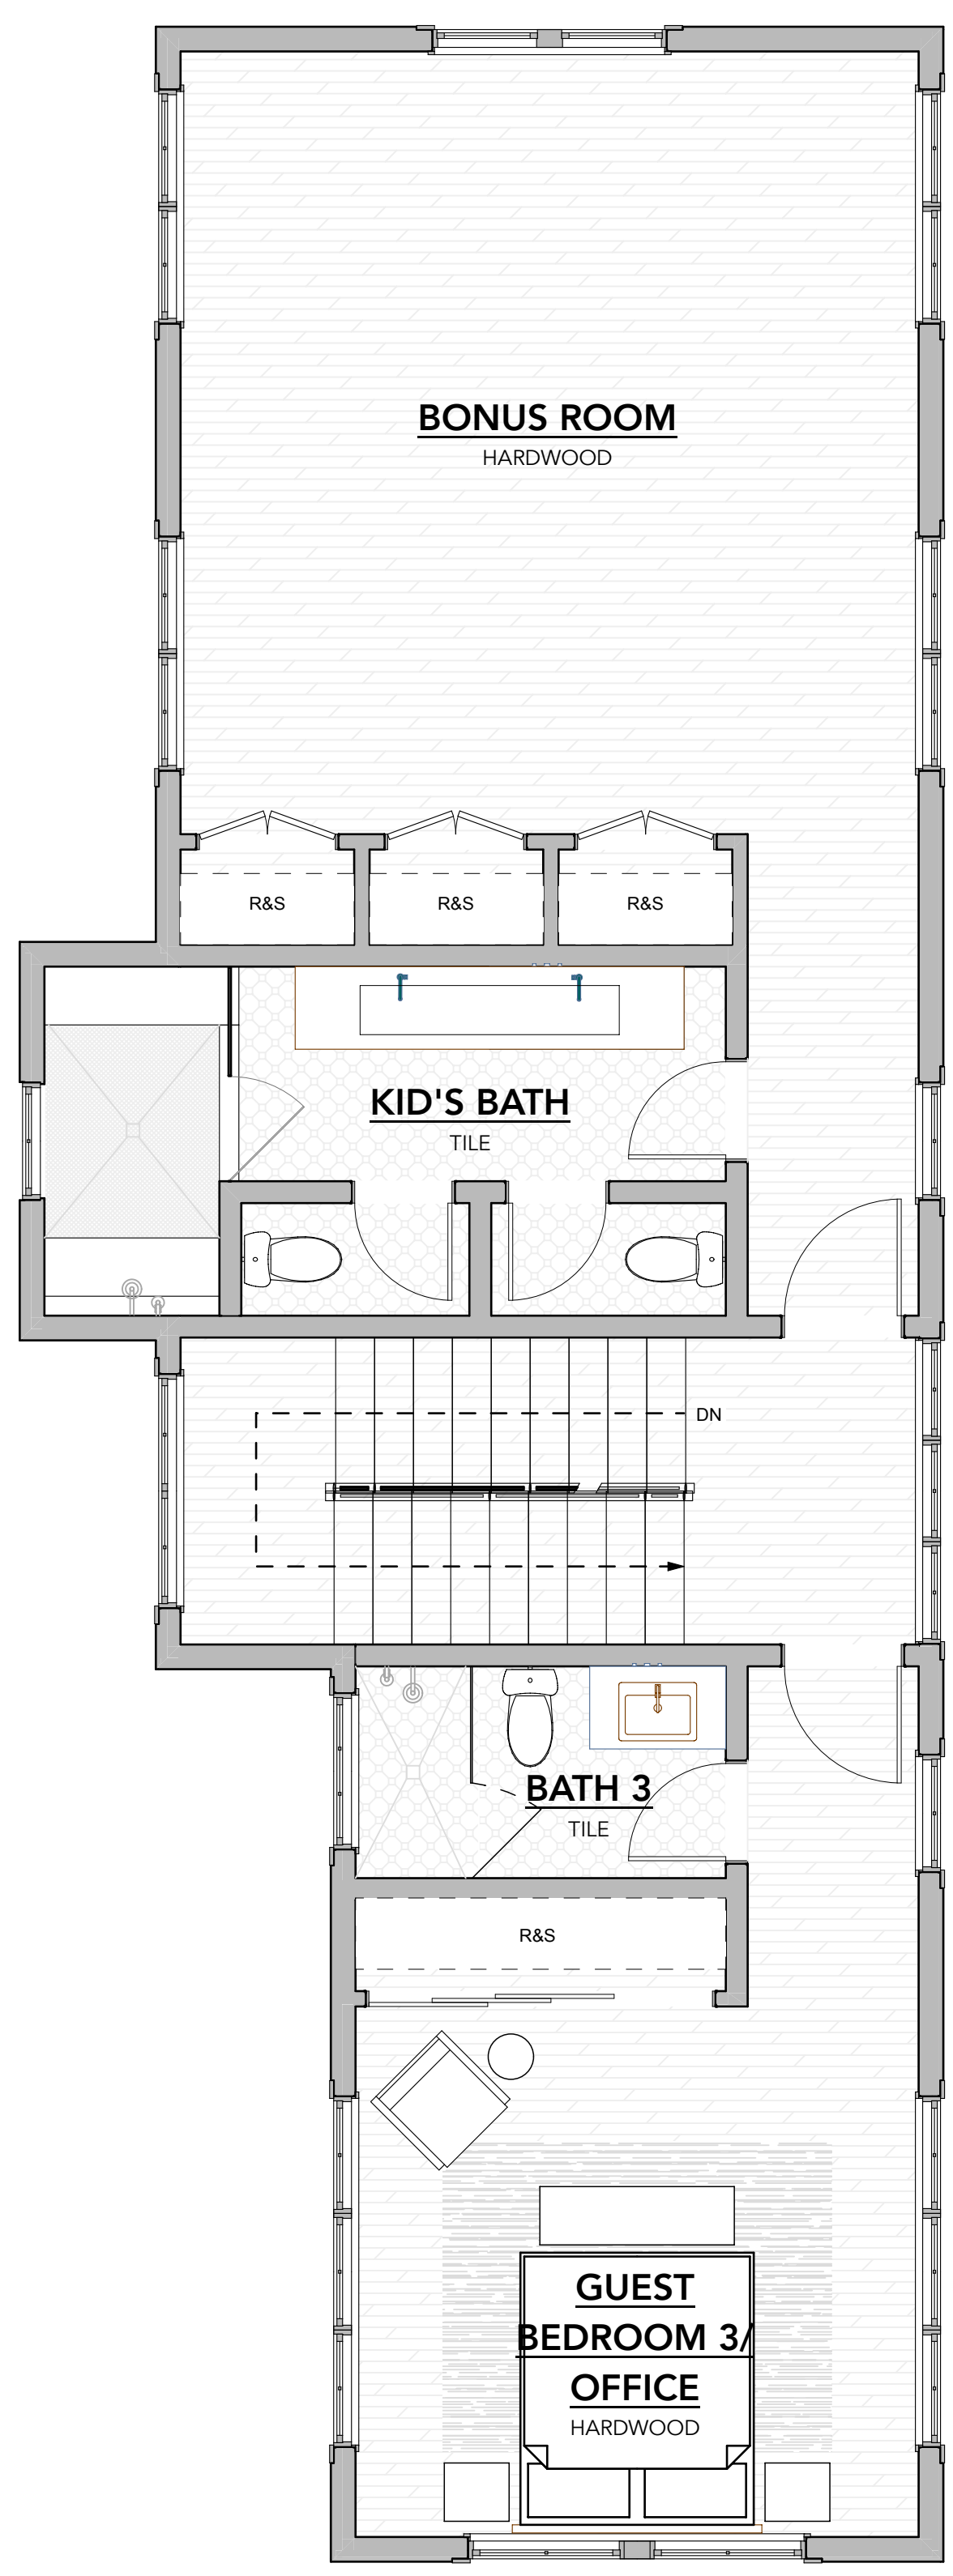 BONUS ROOM
HARDWOOD
R&S
R&S
R&S
KID'S BATH
TILE
DN
BATH 3
TILE
R&S
GUEST
BEDROOM 3/
OFFICE
HARDWOOD